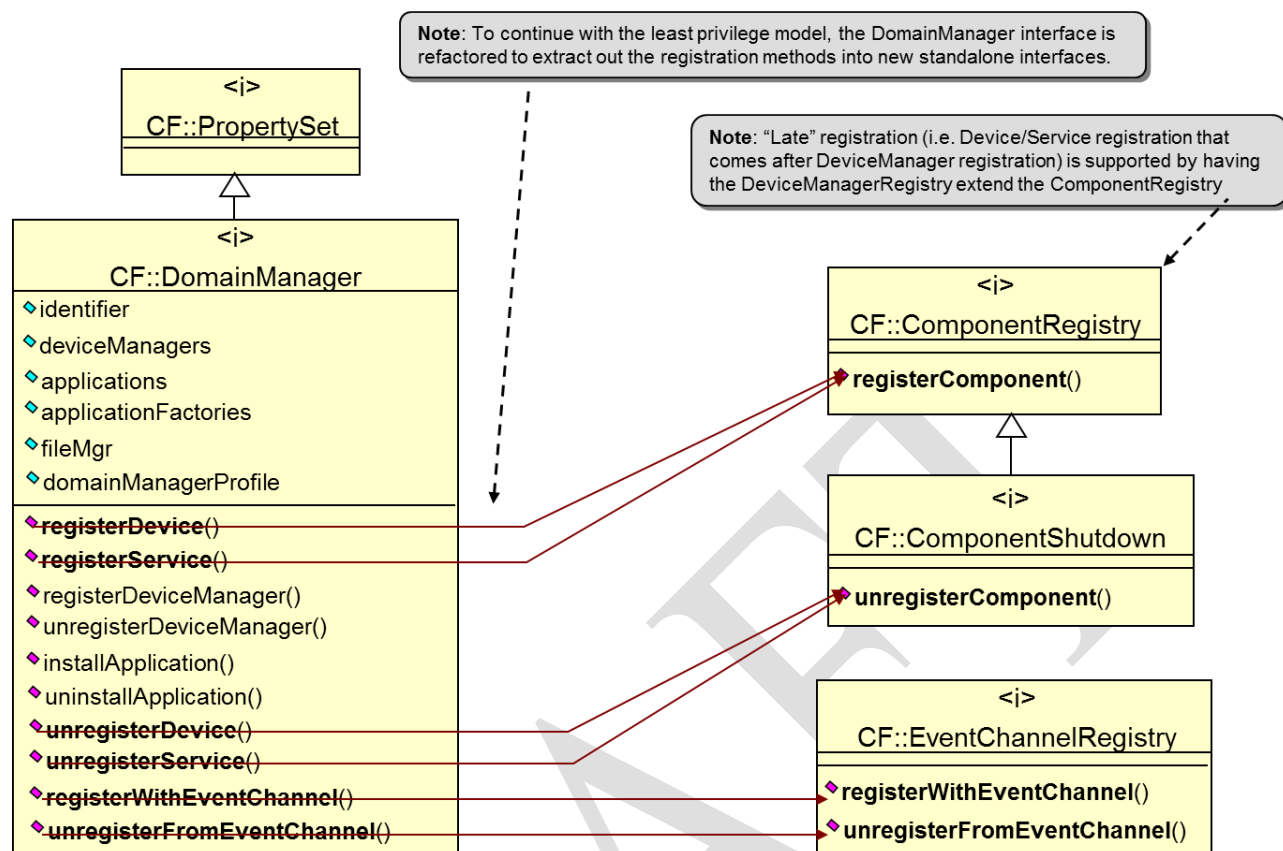 Note: To continue with the least privilege model, the DomainManager interface is
refactored to extract out the registration methods into new standalone interfaces.
<i>
CF::PropertySet
Note: “Late” registration (i.e. Device/Service registration that
comes after DeviceManager registration) is supported by having
the DeviceManagerRegistry extend the ComponentRegistry
<i>
CF::DomainManager
identifier
deviceManagers
applications
applicationFactories
fileMgr
domainManagerProfile
registerDevice()
registerService()
registerDeviceManager()
unregisterDeviceManager()
installApplication()
uninstallApplication()
unregisterDevice()
unregisterService()
registerWithEventChannel()
unregisterFromEventChannel()
<i>
CF::ComponentRegistry
registerComponent()
<i>
CF::ComponentShutdown
unregisterComponent()
<i>
CF::EventChannelRegistry
registerWithEventChannel()
unregisterFromEventChannel()